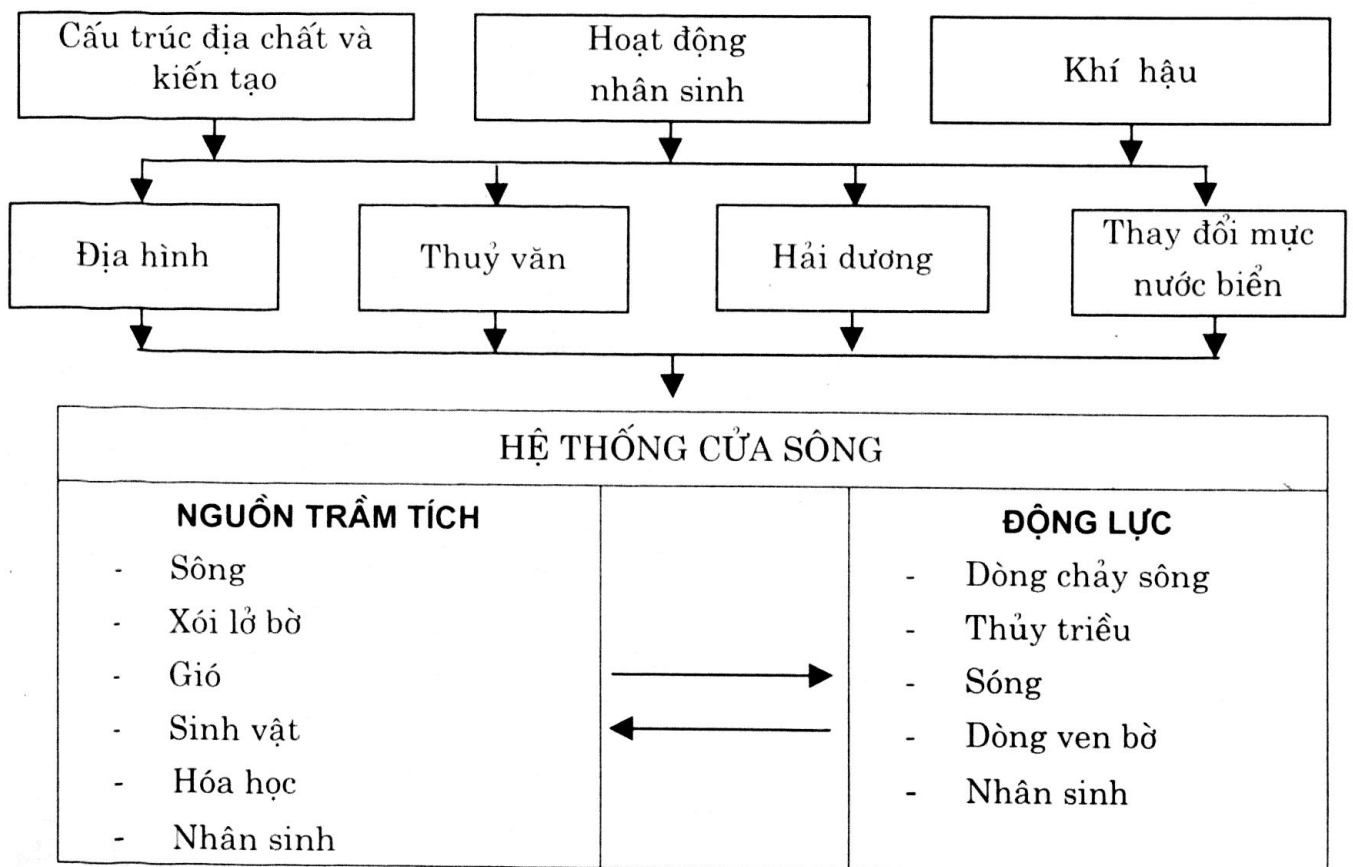 Cấu trúc địa chất và
kiến tạo
Hoạt động
nhân sinh
Khí hậu
Địa hình
Thuỷ văn
Hải dương
Thay đổi mực
nước biển
HỆ THỐNG CỬA SÔNG
NGUỒN TRẦM TÍCH
- Sông
- Xói lở bờ
- Gió
- Sinh vật
- Hóa học
- Nhân sinh
ĐỘNG LỰC
- Dòng chảy sông
- Thủy triều
- Sóng
- Dòng ven bờ
- Nhân sinh